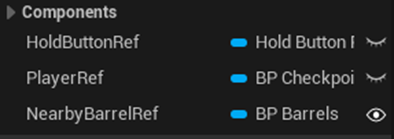 Components
HoldButtonRef Hold Button
PlayerRef BP Checkpoi
NearbyBarrelRef BP Barrels